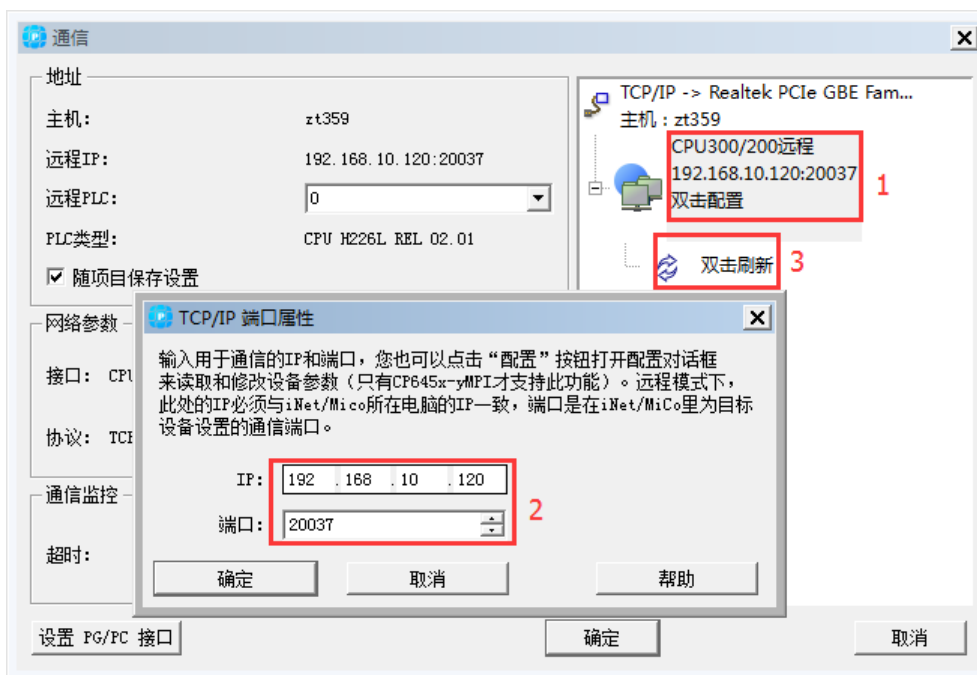 通信
地址
主机：
zt359
远程IP：
192.168.10.120:20037
远程PLC：
0
PLC类型：
CPU H226L REL 02.01
随项目保存设置
TCP/IP -> Realtek PCIe GBE Fam...
主机：zt359
CPU300/200远程
192.168.10.120:20037
双击配置
1
双击刷新
3
网络参数
接口：
协议：
通信监控
超时：
TCP/IP 端口属性
输入用于通信的IP和端口，您也可以点击“配置”按钮打开配置对话框
来读取和修改设备参数（只有CP645x-yMPI才支持此功能）。远程模式下，
此处的IP必须与iNet/Mico所在电脑的IP一致，端口是在iNet/MiCo里为目标
设备设置的通信端口。
IP：
192 .168 .10 .120
端口：
20037
2
确定
取消
帮助
设置 PG/PC 接口
确定
取消